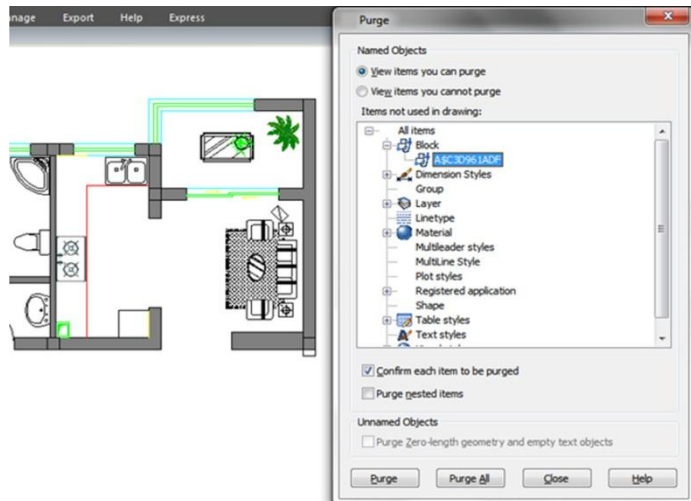 nage Export Help Express
Purge
Named Objects
View items you can purge
View items you cannot purge
Items not used in drawing:
All items
Block
A$C3D961ADF
Dimension Styles
Group
Layer
Linetype
Material
Multileader styles
MultiLine Style
Plot styles
Registered application
Shape
Table styles
Text styles
Confirm each item to be purged
Purge nested items
Unnamed Objects
Purge Zero-length geometry and empty text objects
Purge Purge All Close Help